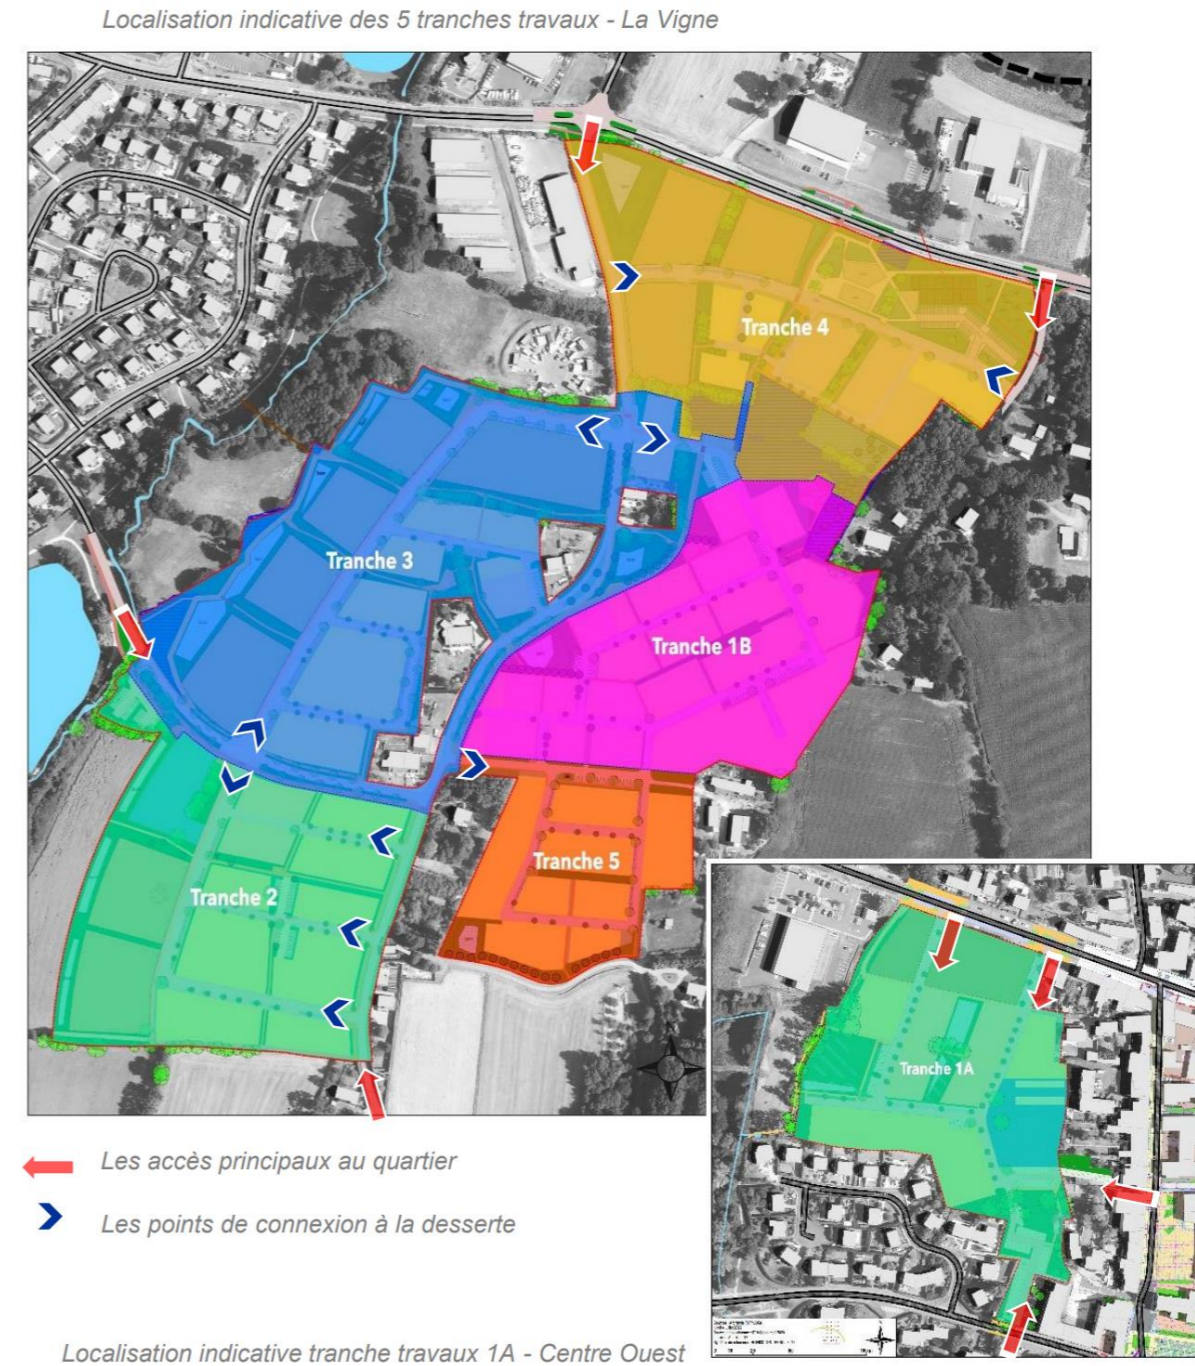 Localisation indicative des 5 tranches travaux - La Vigne
Tranche 4
Tranche 3
Tranche 1B
Tranche 5
Tranche 2
Tranche 1A
Les accès principaux au quartier
Les points de connexion à la desserte
Localisation indicative tranche travaux 1A - Centre Ouest